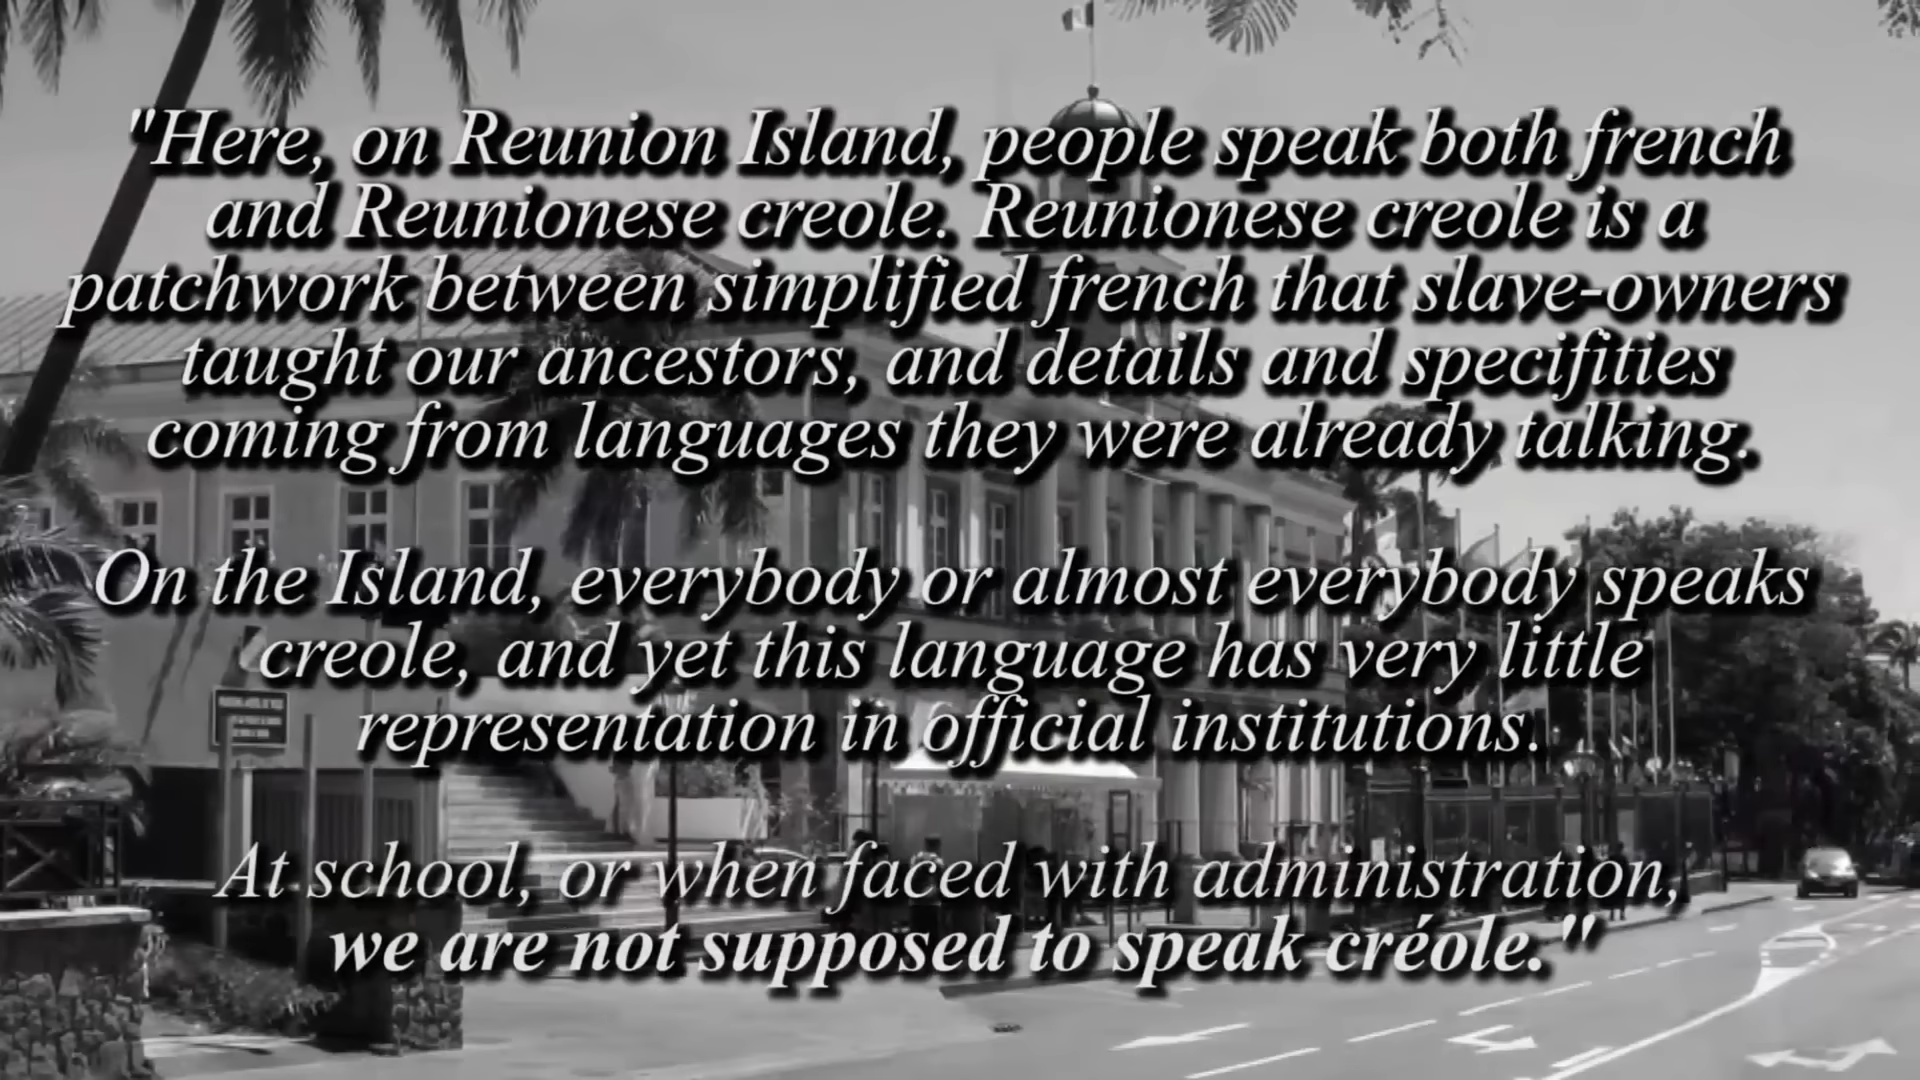 "Here, on Reunion Island, people speak both french
and Reunionese creole. Reunionese creole is a
patchwork between simplified french that slave-owners
taught our ancestors, and details and specifities
coming from languages they were already talking.
On the Island, everybody or almost everybody speaks
creole, and yet this language has very little
representation in official institutions.
At school, or when faced with administration,
we are not supposed to speak créole."